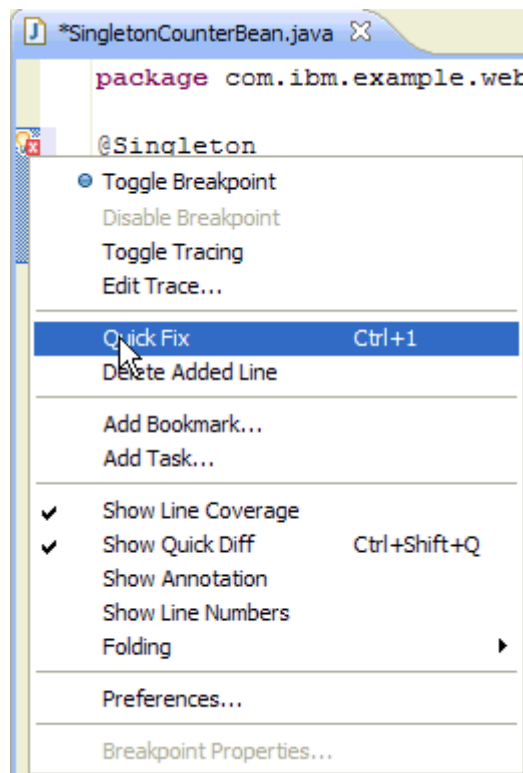 *SingletonCounterBean.java
package com.ibm.example.web
@Singleton
Toggle Breakpoint
Disable Breakpoint
Toggle Tracing
Edit Trace...
Quick Fix Ctrl+1
Delete Added Line
Add Bookmark...
Add Task...
Show Line Coverage
Show Quick Diff Ctrl+Shift+Q
Show Annotation
Show Line Numbers
Folding
Preferences...
Breakpoint Properties...